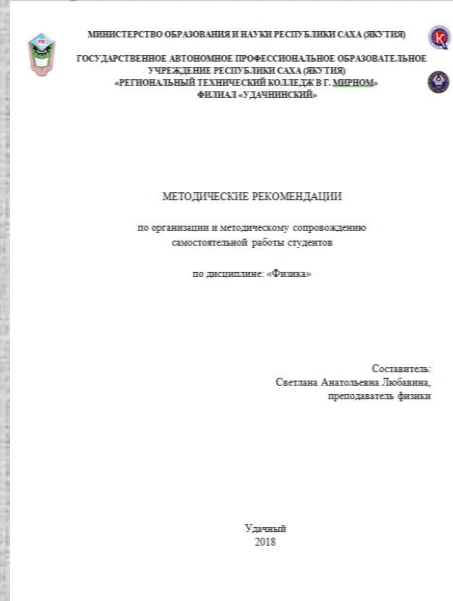 МИНИСТЕРСТВО ОБРАЗОВАНИЯ И НАУКИ РЕСПУБЛИКИ САХА (ЯКУТИЯ)
ГОСУДАРСТВЕННОЕ АВТОНОМНОЕ ПРОФЕССИОНАЛЬНОЕ ОБРАЗОВАТЕЛЬНОЕ
УЧРЕЖДЕНИЕ РЕСПУБЛИКИ САХА (ЯКУТИЯ)
«РЕГИОНАЛЬНЫЙ ТЕХНИЧЕСКИЙ КОЛЛЕДЖ В Г. МИРНОМ»
ФИЛИАЛ «УДАЧНИНСКИЙ»
МЕТОДИЧЕСКИЕ РЕКОМЕНДАЦИИ
по организации и методическому сопровождению
самостоятельной работы студентов
по дисциплине: «Физика»
Составитель:
Светлана Анатольевна Любавина,
преподаватель физики
Удачный
2018